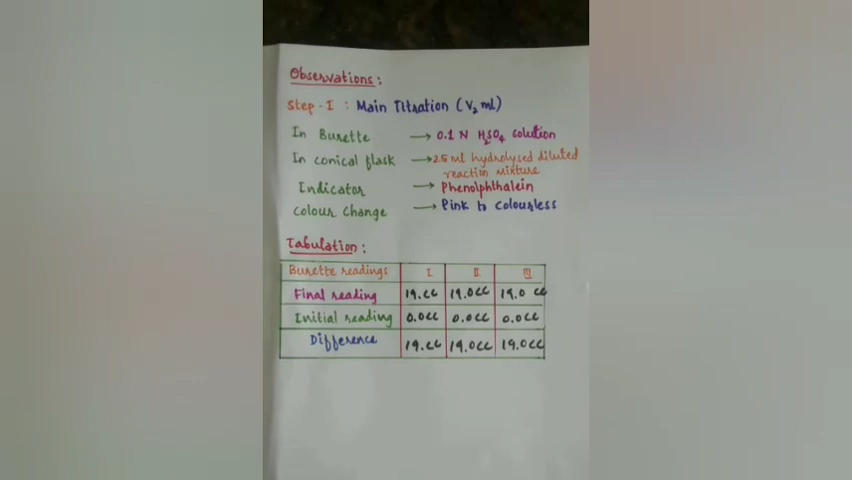 Observations:
Step-I : Main Titration (V₂ ml)
In Burette → 0.1 N H₂SO₄ solution
In conical flask → 25 ml hydrolysed diluted
reaction mixture
Indicator → Phenolphthalein
Colour change → Pink to colourless
Tabulation:
Burette readings I II III
Final reading 19.cc 19.0cc 19.0 cc
Initial reading 0.0cc 0.0cc 0.0cc
Difference 19.cc 19.0cc 19.0cc